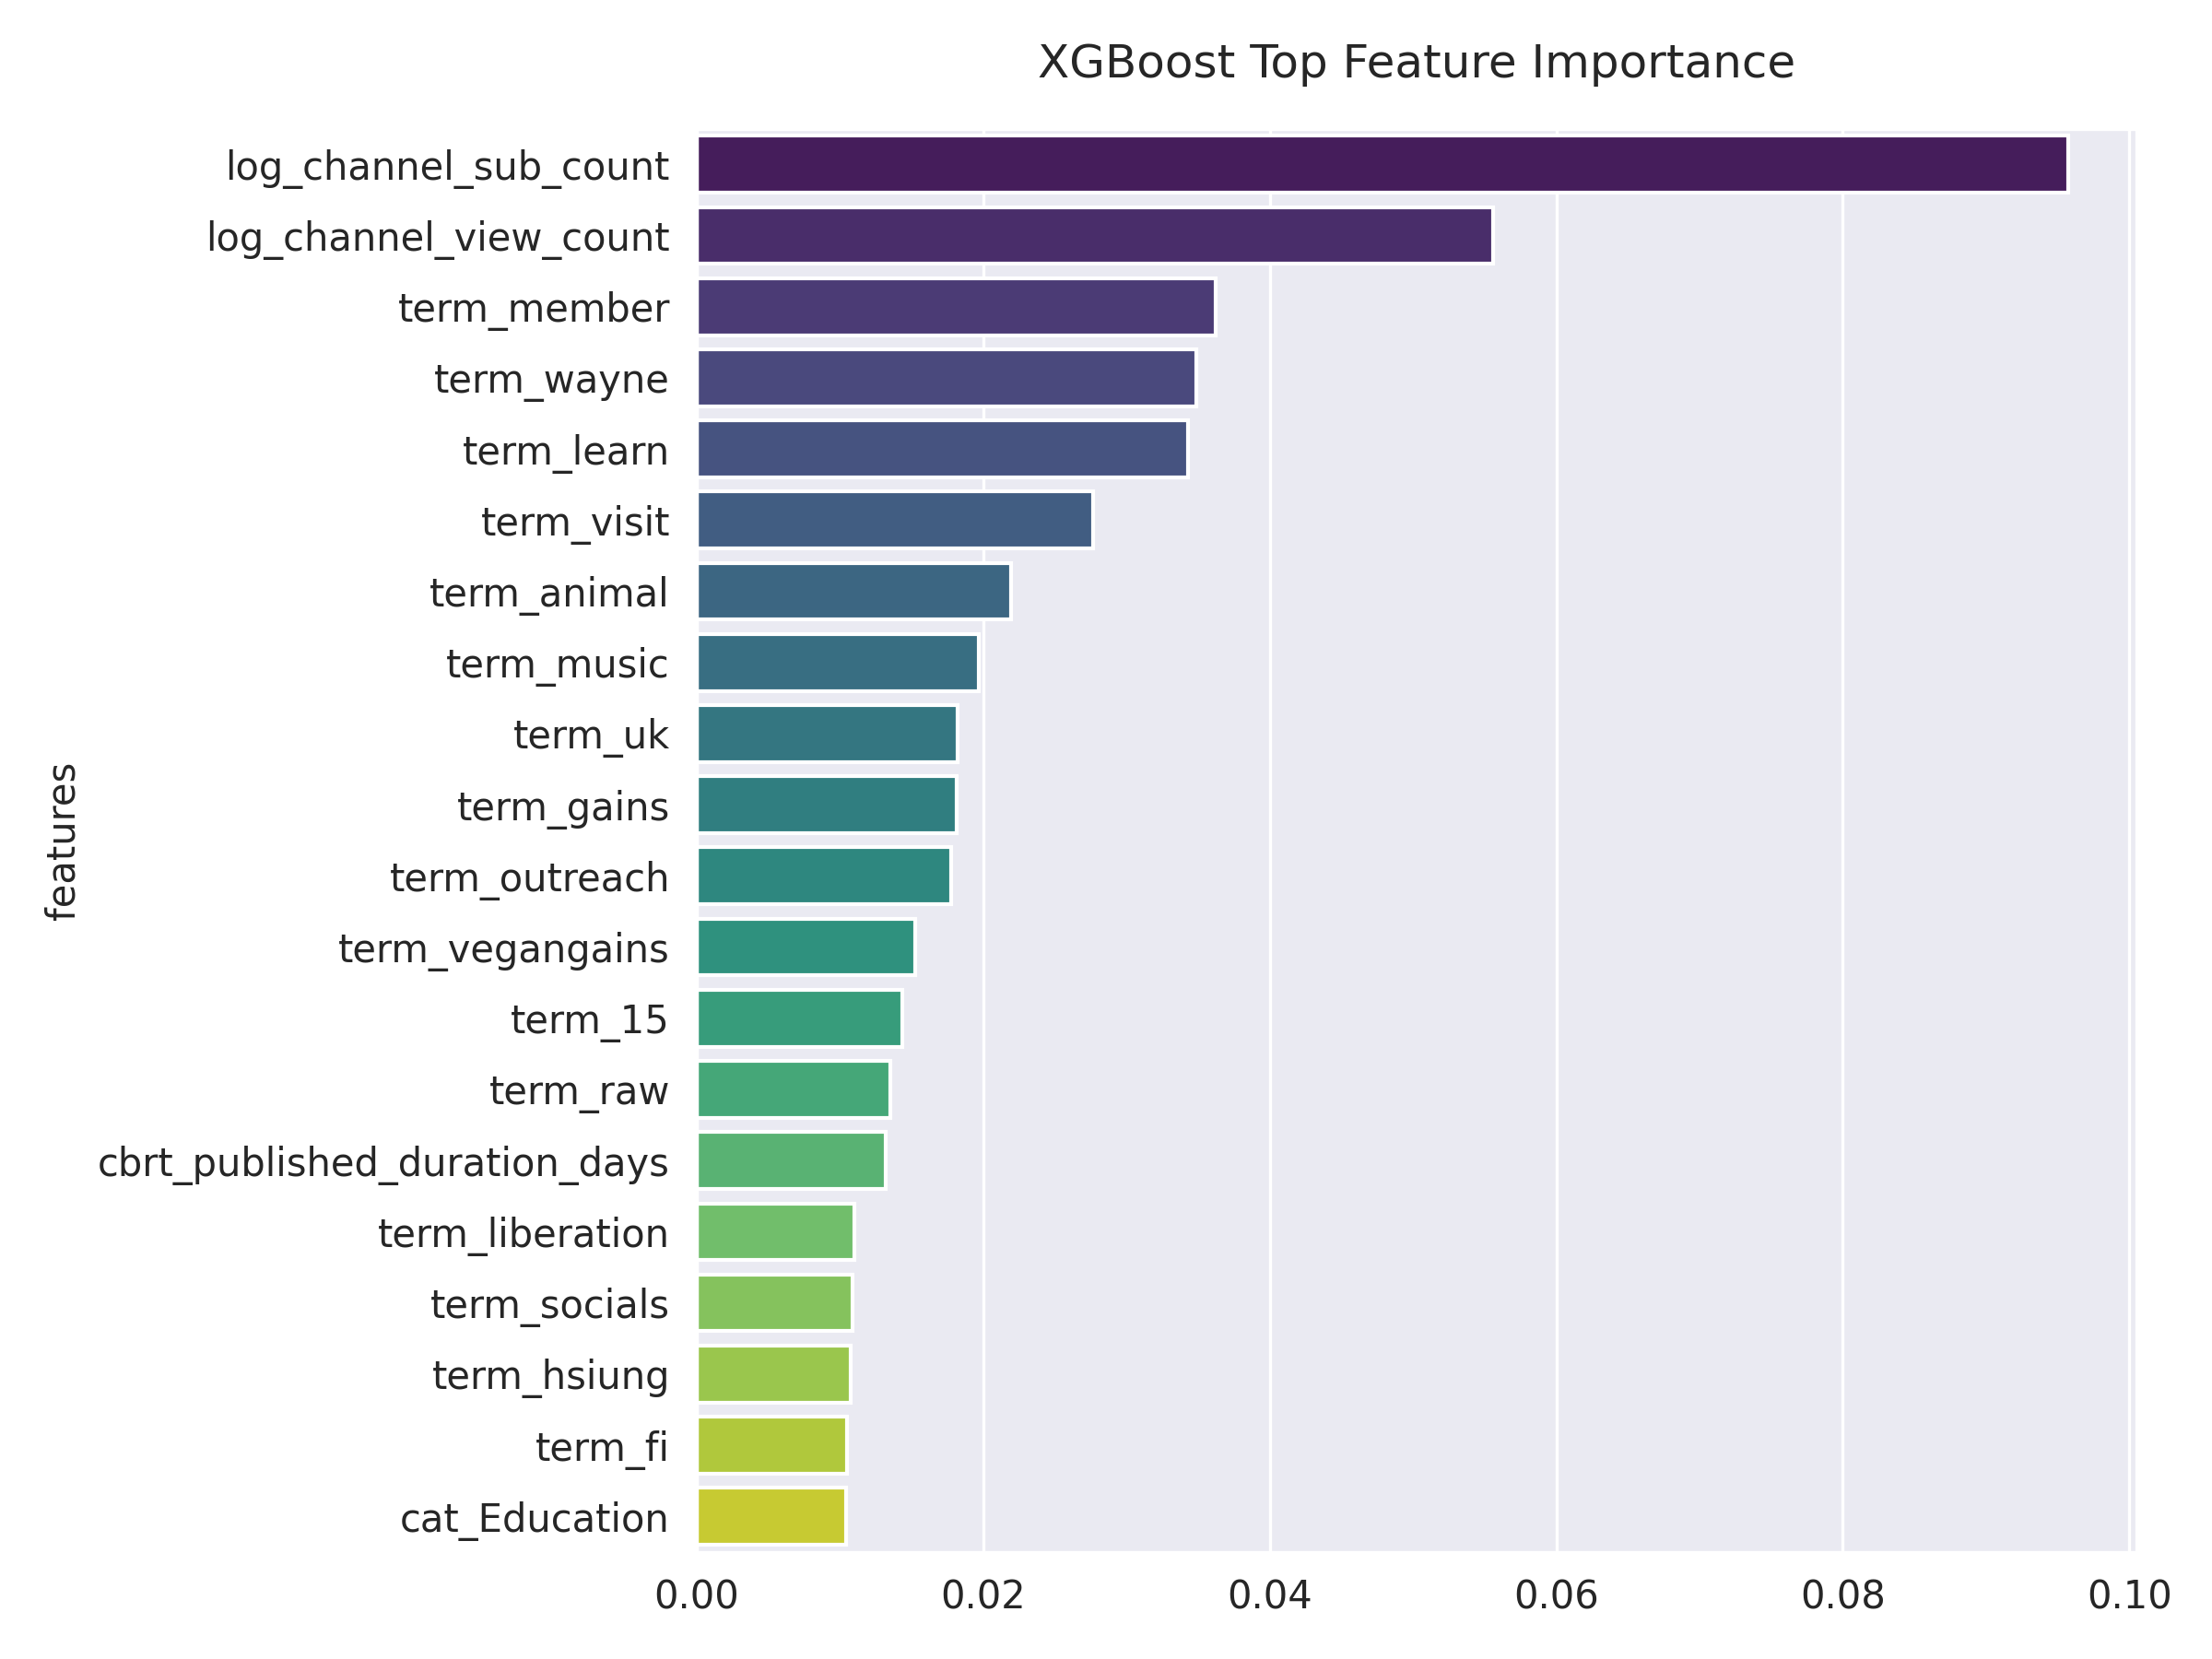 XGBoost Top Feature Importance
log_channel_sub_count
log_channel_view_count
term_member
term_wayne
term_learn
term_visit
term_animal
term_music
term_uk
term_gains
term_outreach
term_vegangains
term_15
term_raw
cbrt_published_duration_days
term_liberation
term_socials
term_hsiung
term_fi
cat_Education
features
0.00 0.02 0.04 0.06 0.08 0.10